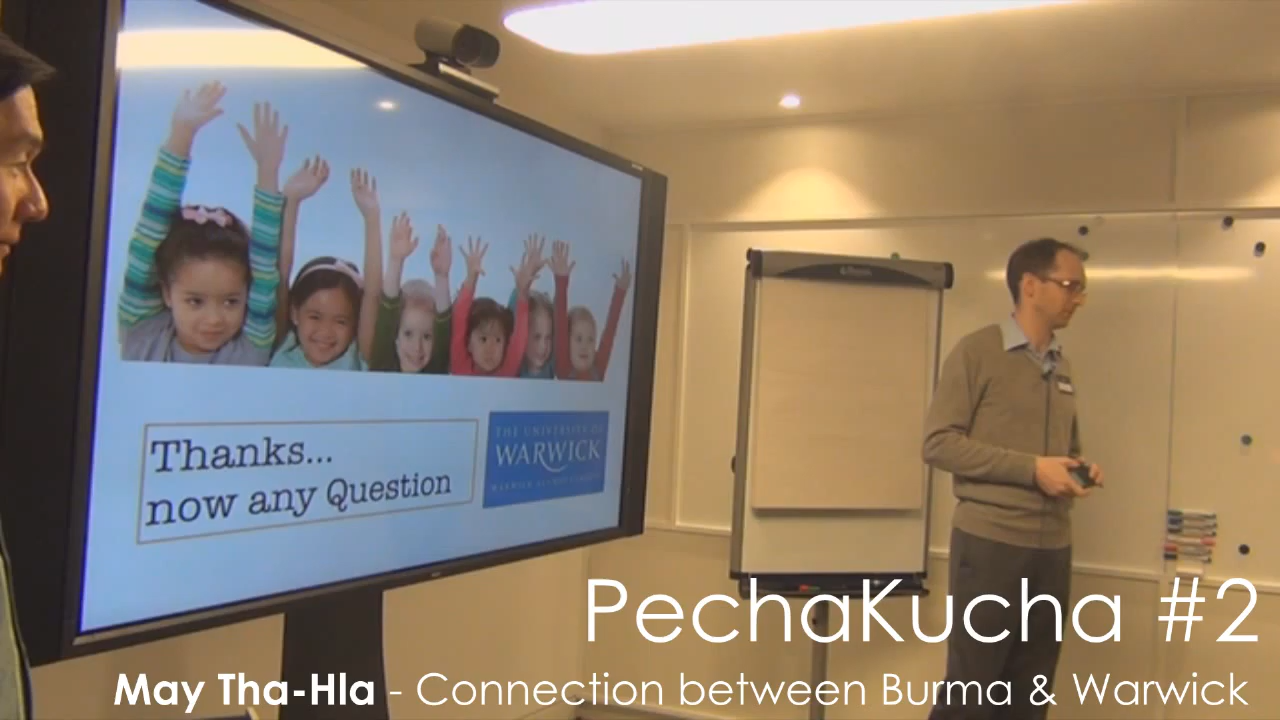 Thanks...
now any Question
THE UNIVERSITY OF
WARWICK
PechaKucha #2
May Tha-Hla - Connection between Burma & Warwick